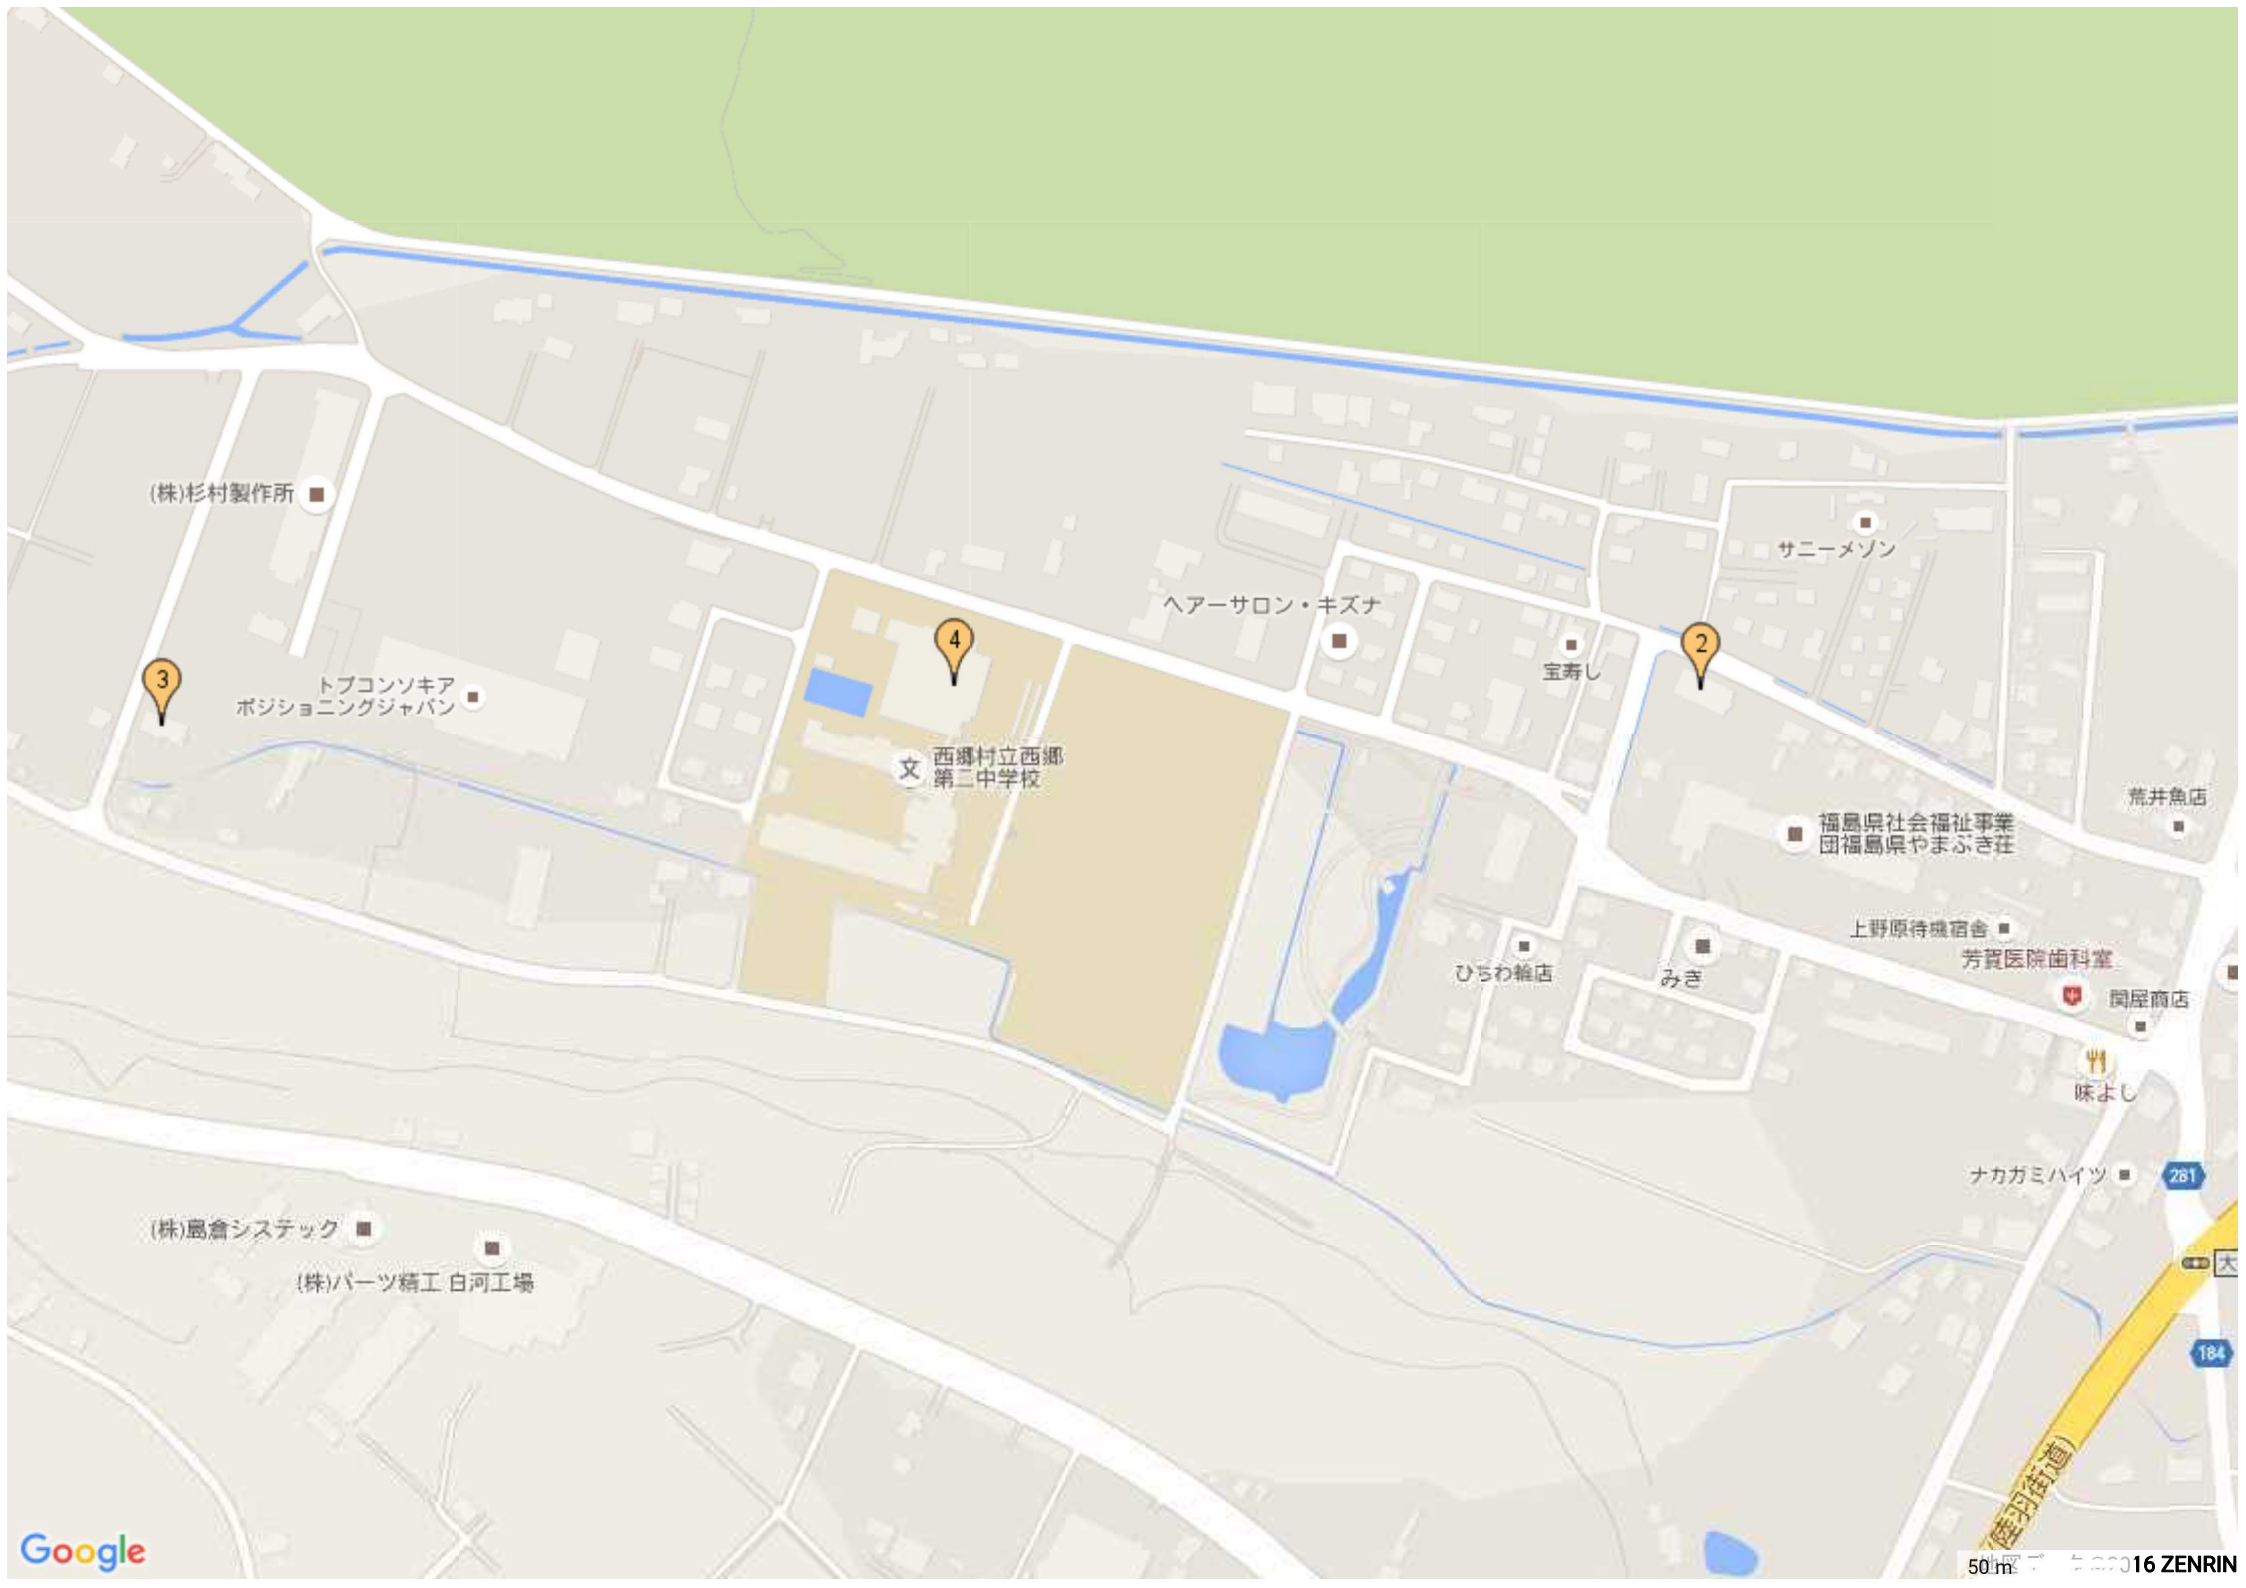 (株)杉村製作所
サニーメゾン
ヘアーサロン・キズナ
4
2
宝寿し
3
トプコンソキア
ポジショニングジャパン
西郷村立西郷
第二中学校
文
荒井魚店
福島県社会福祉事業
団福島県やまぶき荘
上野原待機宿舎
芳賀医院歯科室
ひらわ輪店
みき
関屋商店
味よし
ナカガミハイツ
281
(株)島倉システック
(株)パーツ精工 白河工場
大
184
(陸羽街道)
Google
50 m
16 ZENRIN